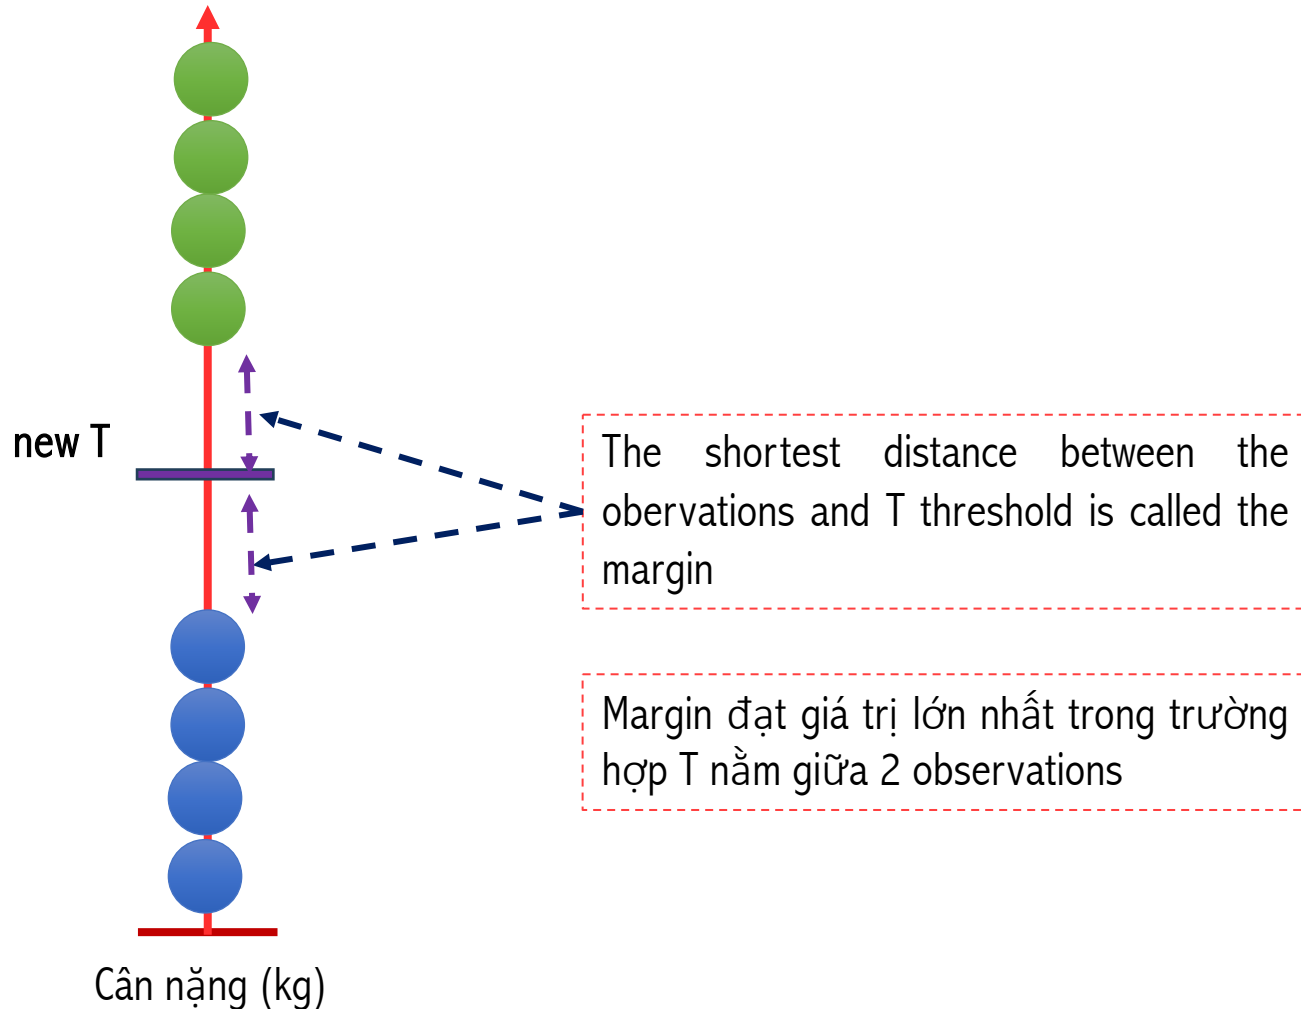 new T
The shortest distance between the
obervations and T threshold is called the
margin
Margin đạt giá trị lớn nhất trong trường
hợp T nằm giữa 2 observations
Cân nặng (kg)